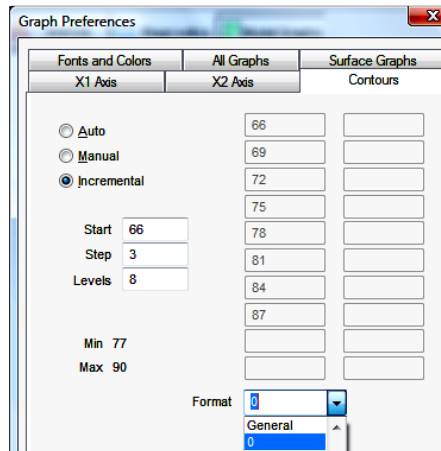 Graph Preferences
Fonts and Colors All Graphs Surface Graphs
X1 Axis X2 Axis Contours
Auto
Manual
Incremental
Start 66
Step 3
Levels 8
Min 77
Max 90
66
69
72
75
78
81
84
87
Format 0
General
0